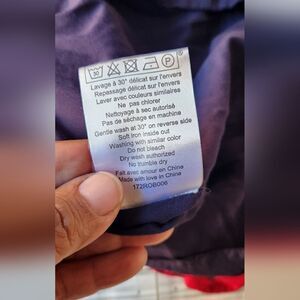 30 P
Lavage à 30° délicat sur l'envers
Repassage délicat sur l'envers
Laver avec couleurs similaires
Ne pas chlorer
Nettoyage à sec autorisé
Pas de séchage en machine
Gentle wash at 30° on reverse side
Soft iron inside out
Washing with similar color
Do not bleach
Dry wash authorized
No tumble dry
Fait avec amour en Chine
Made with love in China
172ROB006